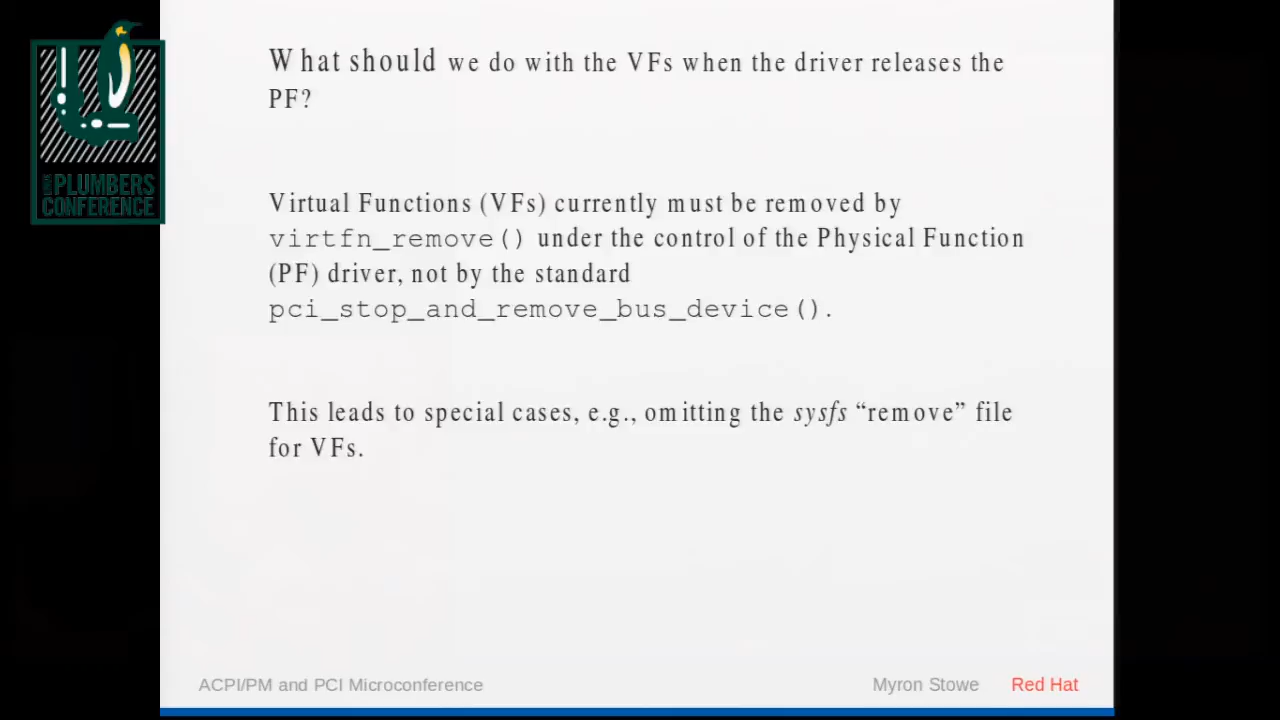 What should we do with the VFs when the driver releases the
PF?
Virtual Functions (VFs) currently must be removed by
virtfn_remove() under the control of the Physical Function
(PF) driver, not by the standard
pci_stop_and_remove_bus_device().
This leads to special cases, e.g., omitting the sysfs “remove” file
for VFs.
ACPI/PM and PCI Microconference
Myron Stowe
Red Hat
LINUX PLUMBERS
CONFERENCE